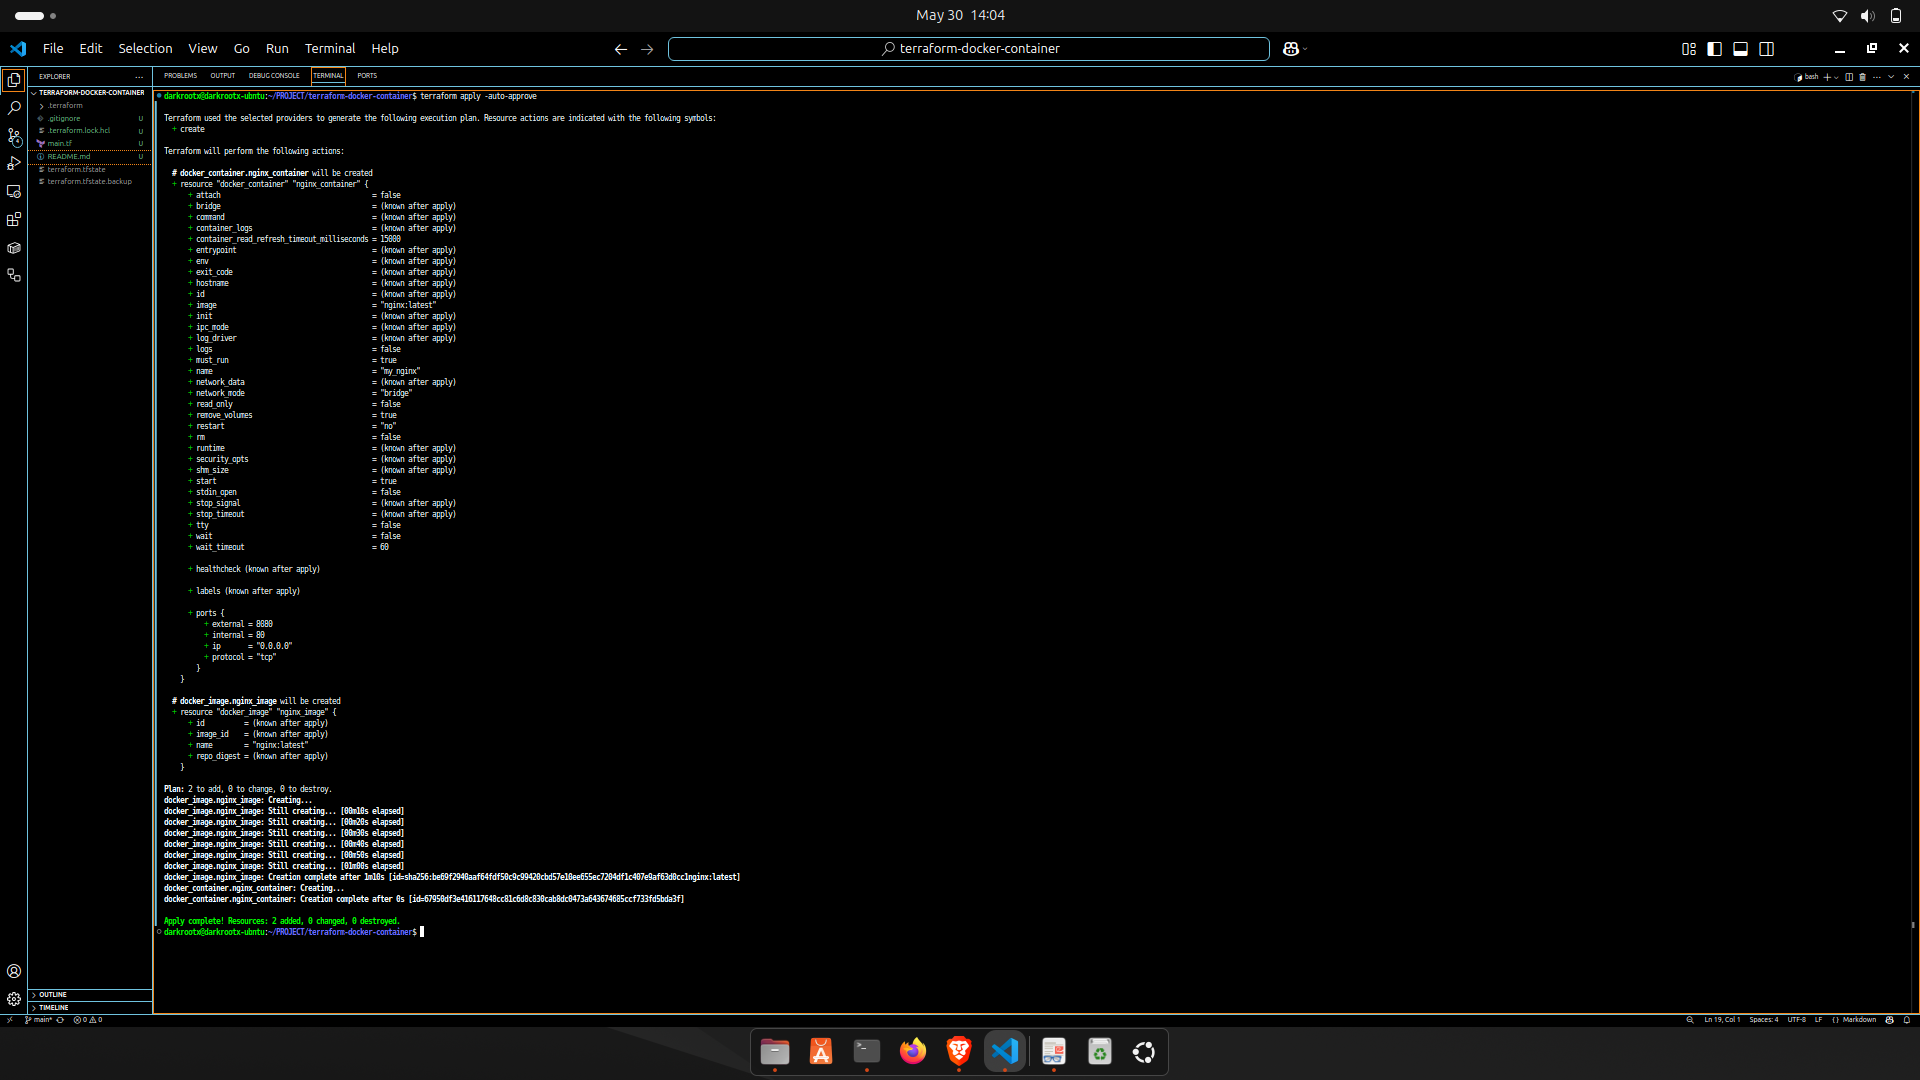 May 30 14:04
File Edit Selection View Go Run Terminal Help
terraform-docker-container
EXPLORER
PROBLEMS OUTPUT DEBUG CONSOLE TERMINAL PORTS
bash
TERRAFORM-DOCKER-CONTAINER
.terraform
.gitignore U
.terraform.lock.hcl U
main.tf U
README.md U
terraform.tfstate
terraform.tfstate.backup
darkrootx@darkrootx-ubntu:~/PROJECT/terraform-docker-container$ terraform apply -auto-approve
Terraform used the selected providers to generate the following execution plan. Resource actions are indicated with the following symbols:
+ create
Terraform will perform the following actions:
# docker_container.nginx_container will be created
+ resource "docker_container" "nginx_container" {
+ attach = false
+ bridge = (known after apply)
+ command = (known after apply)
+ container_logs = (known after apply)
+ container_read_refresh_timeout_milliseconds = 15000
+ entrypoint = (known after apply)
+ env = (known after apply)
+ exit_code = (known after apply)
+ hostname = (known after apply)
+ id = (known after apply)
+ image = "nginx:latest"
+ init = (known after apply)
+ ipc_mode = (known after apply)
+ log_driver = (known after apply)
+ logs = false
+ must_run = true
+ name = "my_nginx"
+ network_data = (known after apply)
+ network_mode = "bridge"
+ read_only = false
+ remove_volumes = true
+ restart = "no"
+ rm = false
+ runtime = (known after apply)
+ security_opts = (known after apply)
+ shm_size = (known after apply)
+ start = true
+ stdin_open = false
+ stop_signal = (known after apply)
+ stop_timeout = (known after apply)
+ tty = false
+ wait = false
+ wait_timeout = 60
+ healthcheck (known after apply)
+ labels (known after apply)
+ ports {
+ external = 8080
+ internal = 80
+ ip = "0.0.0.0"
+ protocol = "tcp"
}
}
# docker_image.nginx_image will be created
+ resource "docker_image" "nginx_image" {
+ id = (known after apply)
+ image_id = (known after apply)
+ name = "nginx:latest"
+ repo_digest = (known after apply)
}
Plan: 2 to add, 0 to change, 0 to destroy.
docker_image.nginx_image: Creating...
docker_image.nginx_image: Still creating... [00m10s elapsed]
docker_image.nginx_image: Still creating... [00m20s elapsed]
docker_image.nginx_image: Still creating... [00m30s elapsed]
docker_image.nginx_image: Still creating... [00m40s elapsed]
docker_image.nginx_image: Still creating... [00m50s elapsed]
docker_image.nginx_image: Still creating... [01m00s elapsed]
docker_image.nginx_image: Creation complete after 1m10s [id=sha256:be69f2940aaf64fdf50c9c99420cbd57e10ee655ec7204df1c407e9af63d0cc1nginx:latest]
docker_container.nginx_container: Creating...
docker_container.nginx_container: Creation complete after 0s [id=67950df3e416117648cc81c6d8c830cab8dc0473a643674685ccf733fd5bda3f]
Apply complete! Resources: 2 added, 0 changed, 0 destroyed.
darkrootx@darkrootx-ubntu:~/PROJECT/terraform-docker-container$
OUTLINE
TIMELINE
main* 0 0
Ln 19, Col 1 Spaces: 4 UTF-8 LF {} Markdown